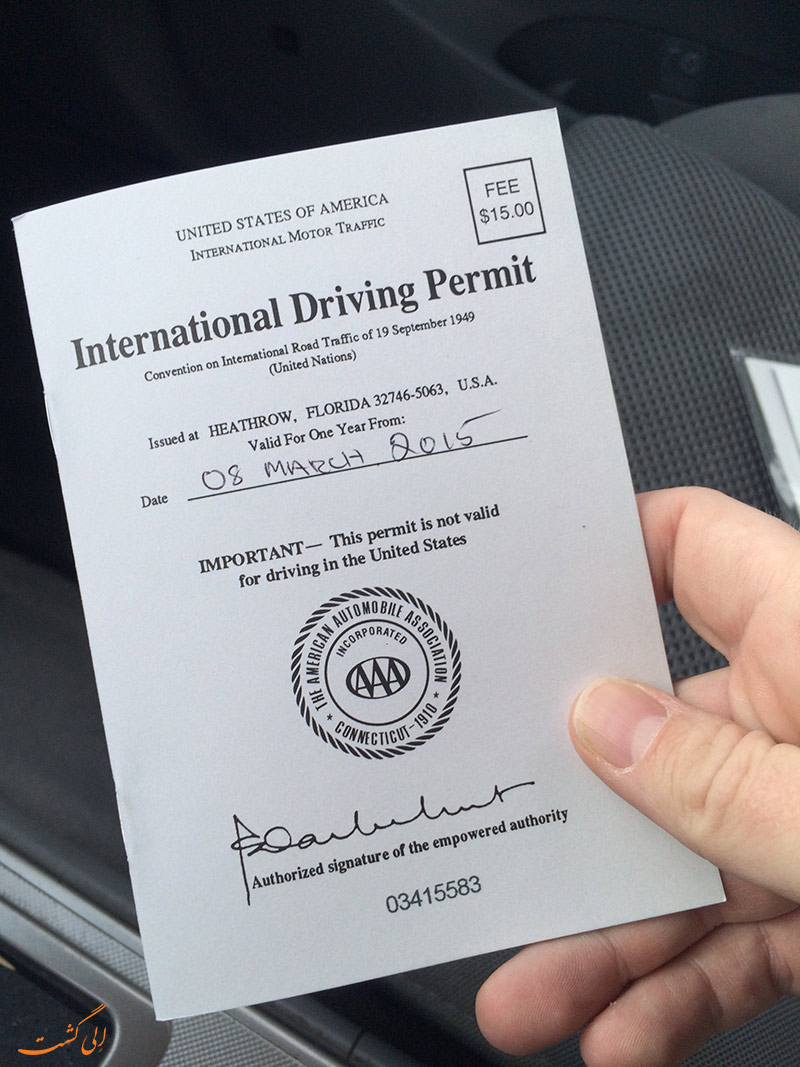 FEE
$15.00
UNITED STATES OF AMERICA
INTERNATIONAL MOTOR TRAFFIC
International Driving Permit
Convention on International Road Traffic of 19 September 1949
(United Nations)
Issued at HEATHROW, FLORIDA 32746-5063, U.S.A.
Valid For One Year From:
Date 08 MARCH 2015
IMPORTANT— This permit is not valid
for driving in the United States
THE AMERICAN AUTOMOBILE ASSOCIATION
INCORPORATED
AAA
CONNECTICUT-1910
Authorized signature of the empowered authority
03415583
الی گشت